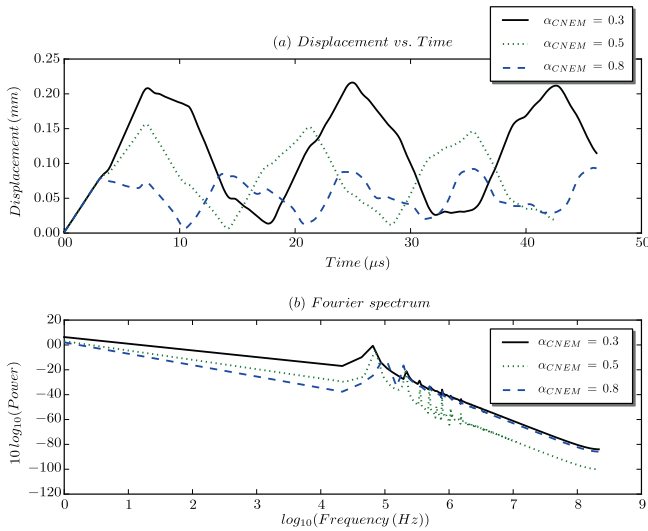 α_CNEM = 0.3
α_CNEM = 0.5
α_CNEM = 0.8
(a) Displacement vs. Time
Displacement (mm)
0.25
0.20
0.15
0.10
0.05
0.00
00 10 20 30 40 50
Time (μs)
(b) Fourier spectrum
10 log₁₀(Power)
20
00
−20
−40
−60
−80
−100
−120
α_CNEM = 0.3
α_CNEM = 0.5
α_CNEM = 0.8
0 1 2 3 4 5 6 7 8 9
log₁₀(Frequency (Hz))